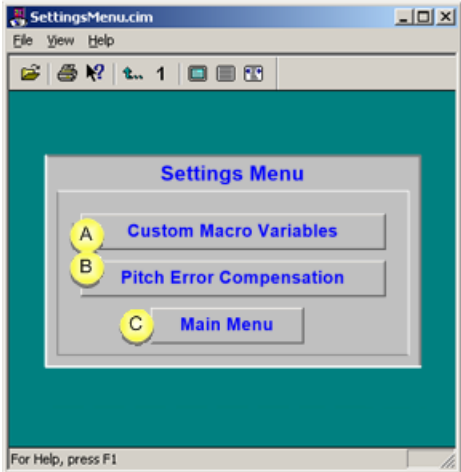 SettingsMenu.cim
File View Help
1
Settings Menu
A Custom Macro Variables
B Pitch Error Compensation
C Main Menu
For Help, press F1